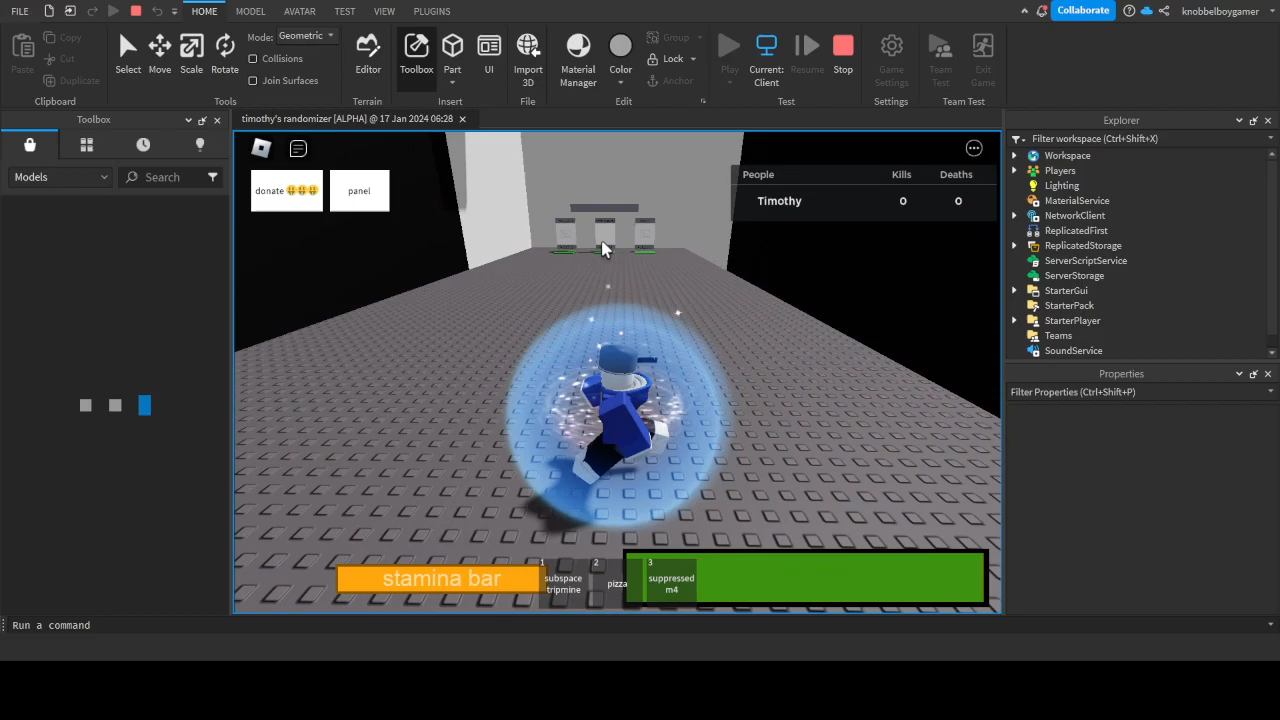 FILE HOME MODEL AVATAR TEST VIEW PLUGINS Collaborate knobbelboygamer
Paste Copy Cut Duplicate Select Move Scale Rotate Mode: Geometric Collisions Join Surfaces Editor Toolbox Part UI Import 3D Material Manager Color Group Lock Anchor Play Current: Client Resume Stop Game Settings Team Test Exit Game
Clipboard Tools Terrain Insert File Edit Test Settings Team Test
Toolbox timothy's randomizer [ALPHA] @ 17 Jan 2024 06:28 Explorer
Filter workspace (Ctrl+Shift+X)
Models Search
donate 🤑🤑🤑 panel
People Kills Deaths
Timothy 0 0
Workspace
Players
Lighting
MaterialService
NetworkClient
ReplicatedFirst
ReplicatedStorage
ServerScriptService
ServerStorage
StarterGui
StarterPack
StarterPlayer
Teams
SoundService
Properties
Filter Properties (Ctrl+Shift+P)
stamina bar
1 subspace tripmine
2 pizza
3 suppressed m4
Run a command